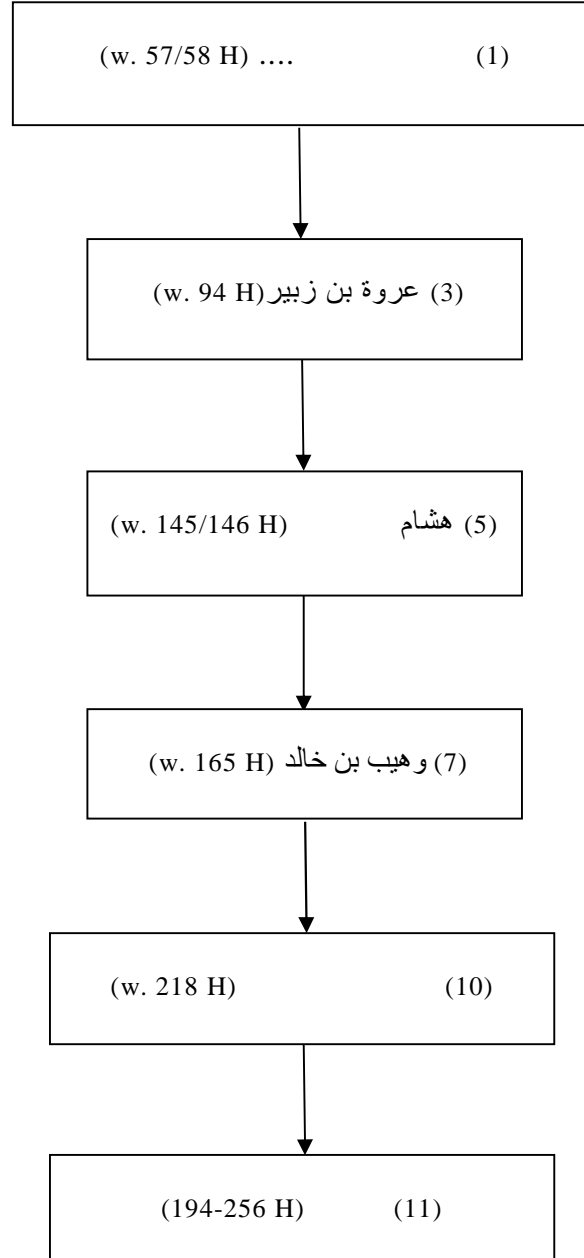 (w. 57/58 H) .... (1)
(3) عروة بن زبير (w. 94 H)
(5) هشام (w. 145/146 H)
(7) وهيب بن خالد (w. 165 H)
(w. 218 H) (10)
(194-256 H) (11)